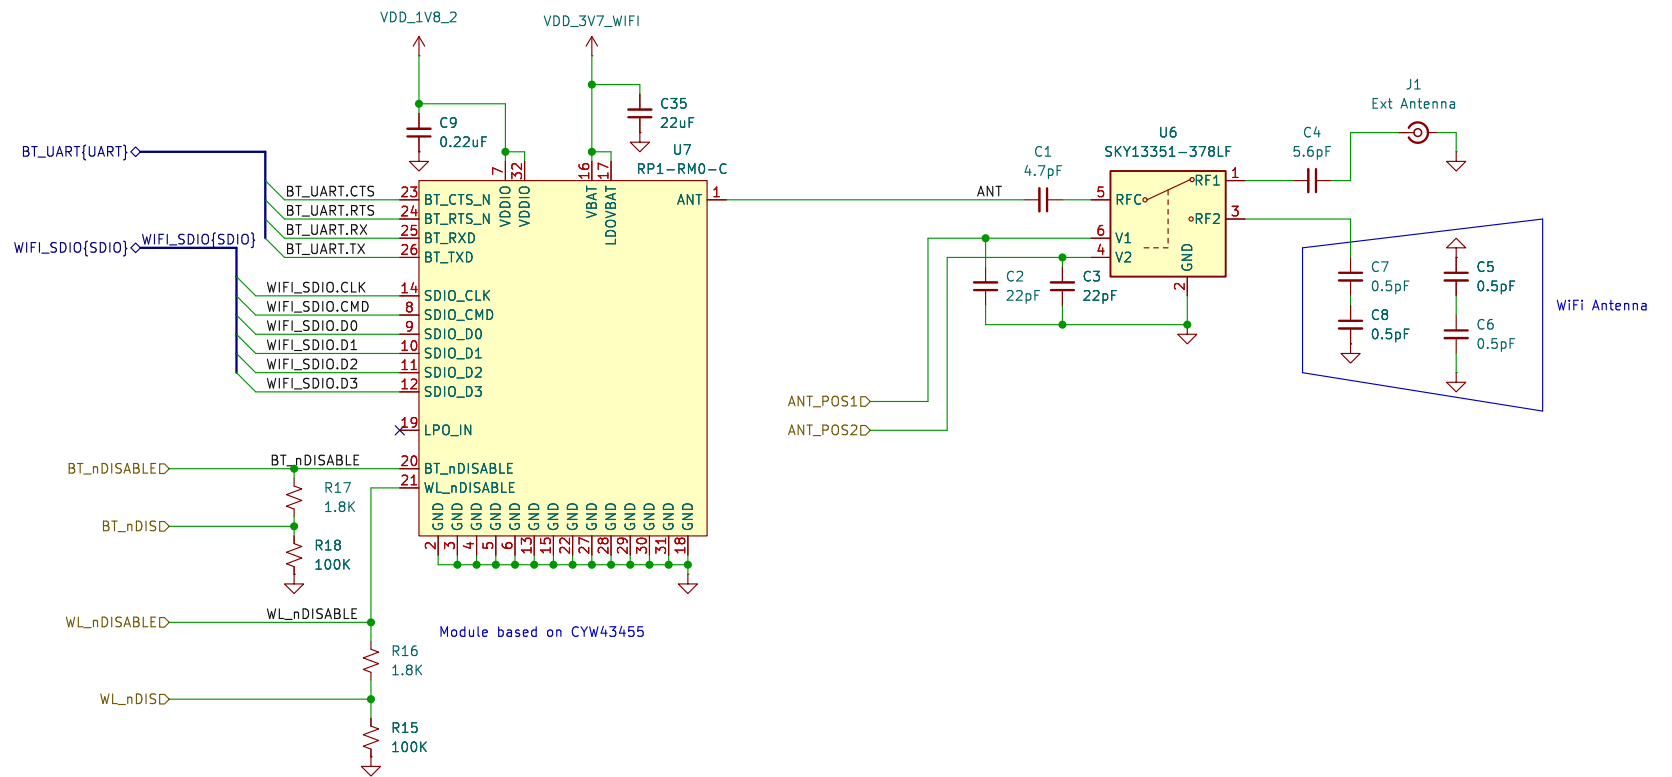 VDD_1V8_2
VDD_3V7_WIFI
C9
0.22uF
C35
22uF
U7
RP1-RM0-C
BT_UART{UART}
WIFI_SDIO{SDIO}
WIFI_SDIO{SDIO}
BT_UART.CTS
BT_UART.RTS
BT_UART.RX
BT_UART.TX
WIFI_SDIO.CLK
WIFI_SDIO.CMD
WIFI_SDIO.D0
WIFI_SDIO.D1
WIFI_SDIO.D2
WIFI_SDIO.D3
7
32
16
17
VDDIO
VDDIO
VBAT
LDOVBAT
23 BT_CTS_N
24 BT_RTS_N
25 BT_RXD
26 BT_TXD
14 SDIO_CLK
8 SDIO_CMD
9 SDIO_D0
10 SDIO_D1
11 SDIO_D2
12 SDIO_D3
19 LPO_IN
20 BT_nDISABLE
21 WL_nDISABLE
ANT 1
GND GND GND GND GND GND GND GND GND GND GND GND GND GND
2 3 4 5 6 13 15 22 27 28 29 30 31 18
BT_nDISABLE
BT_nDISABLE
R17
1.8K
BT_nDIS
R18
100K
WL_nDISABLE
WL_nDISABLE
R16
1.8K
WL_nDIS
R15
100K
Module based on CYW43455
ANT
C1
4.7pF
U6
SKY13351-378LF
5 RFC
6 V1
4 V2
RF1 1
RF2 3
GND
2
C2
22pF
C3
22pF
ANT_POS1
ANT_POS2
C4
5.6pF
J1
Ext Antenna
C7
0.5pF
C8
0.5pF
C5
0.5pF
C6
0.5pF
WiFi Antenna